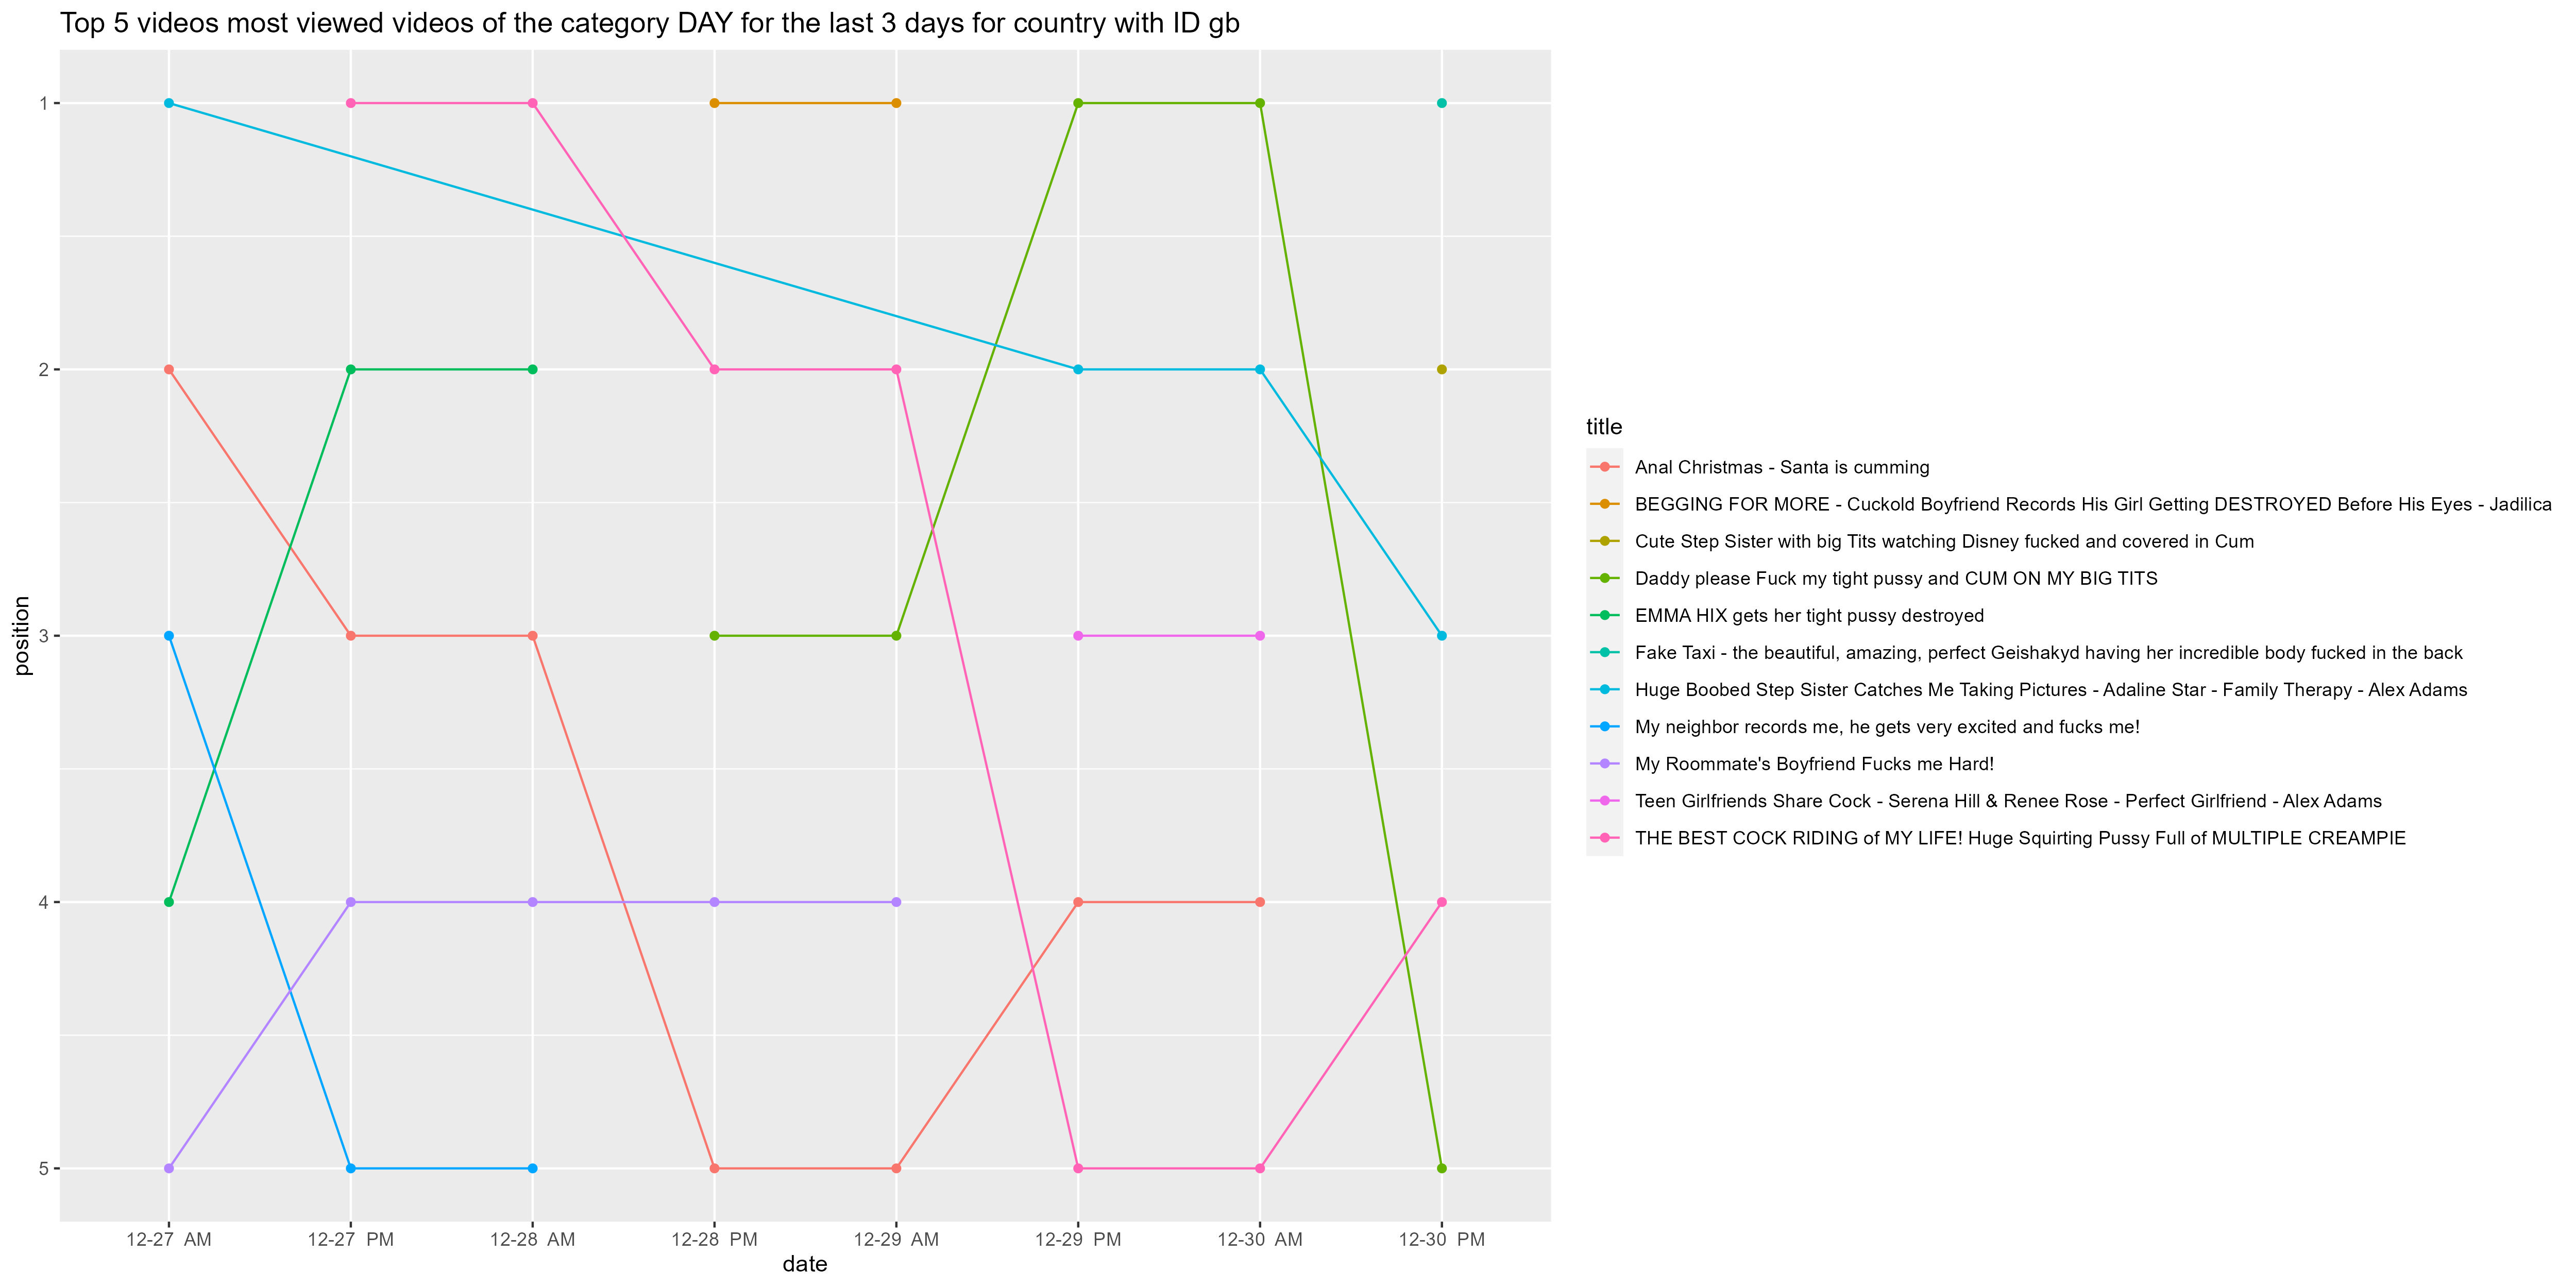 Top 5 videos most viewed videos of the category DAY for the last 3 days for country with ID gb
position
1
2
3
4
5
12-27 AM
12-27 PM
12-28 AM
12-28 PM
12-29 AM
12-29 PM
12-30 AM
12-30 PM
date
title
Anal Christmas - Santa is cumming
BEGGING FOR MORE - Cuckold Boyfriend Records His Girl Getting DESTROYED Before His Eyes - Jadilica
Cute Step Sister with big Tits watching Disney fucked and covered in Cum
Daddy please Fuck my tight pussy and CUM ON MY BIG TITS
EMMA HIX gets her tight pussy destroyed
Fake Taxi - the beautiful, amazing, perfect Geishakyd having her incredible body fucked in the back
Huge Boobed Step Sister Catches Me Taking Pictures - Adaline Star - Family Therapy - Alex Adams
My neighbor records me, he gets very excited and fucks me!
My Roommate's Boyfriend Fucks me Hard!
Teen Girlfriends Share Cock - Serena Hill & Renee Rose - Perfect Girlfriend - Alex Adams
THE BEST COCK RIDING of MY LIFE! Huge Squirting Pussy Full of MULTIPLE CREAMPIE